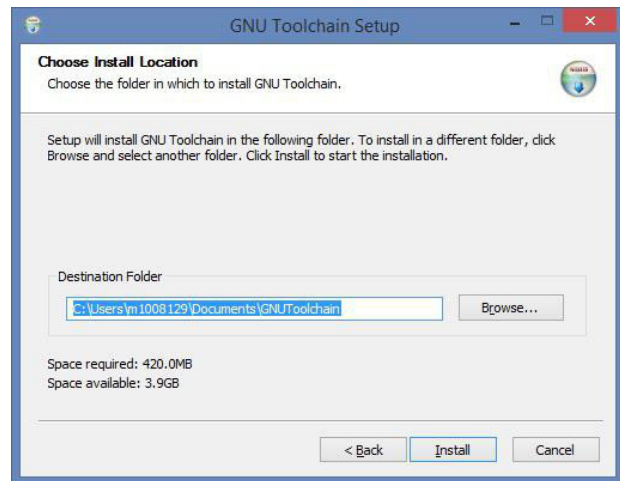 GNU Toolchain Setup
Choose Install Location
Choose the folder in which to install GNU Toolchain.
Setup will install GNU Toolchain in the following folder. To install in a different folder, click
Browse and select another folder. Click Install to start the installation.
Destination Folder
C:\Users\m1008129\Documents\GNUToolchain
Browse...
Space required: 420.0MB
Space available: 3.9GB
< Back
Install
Cancel